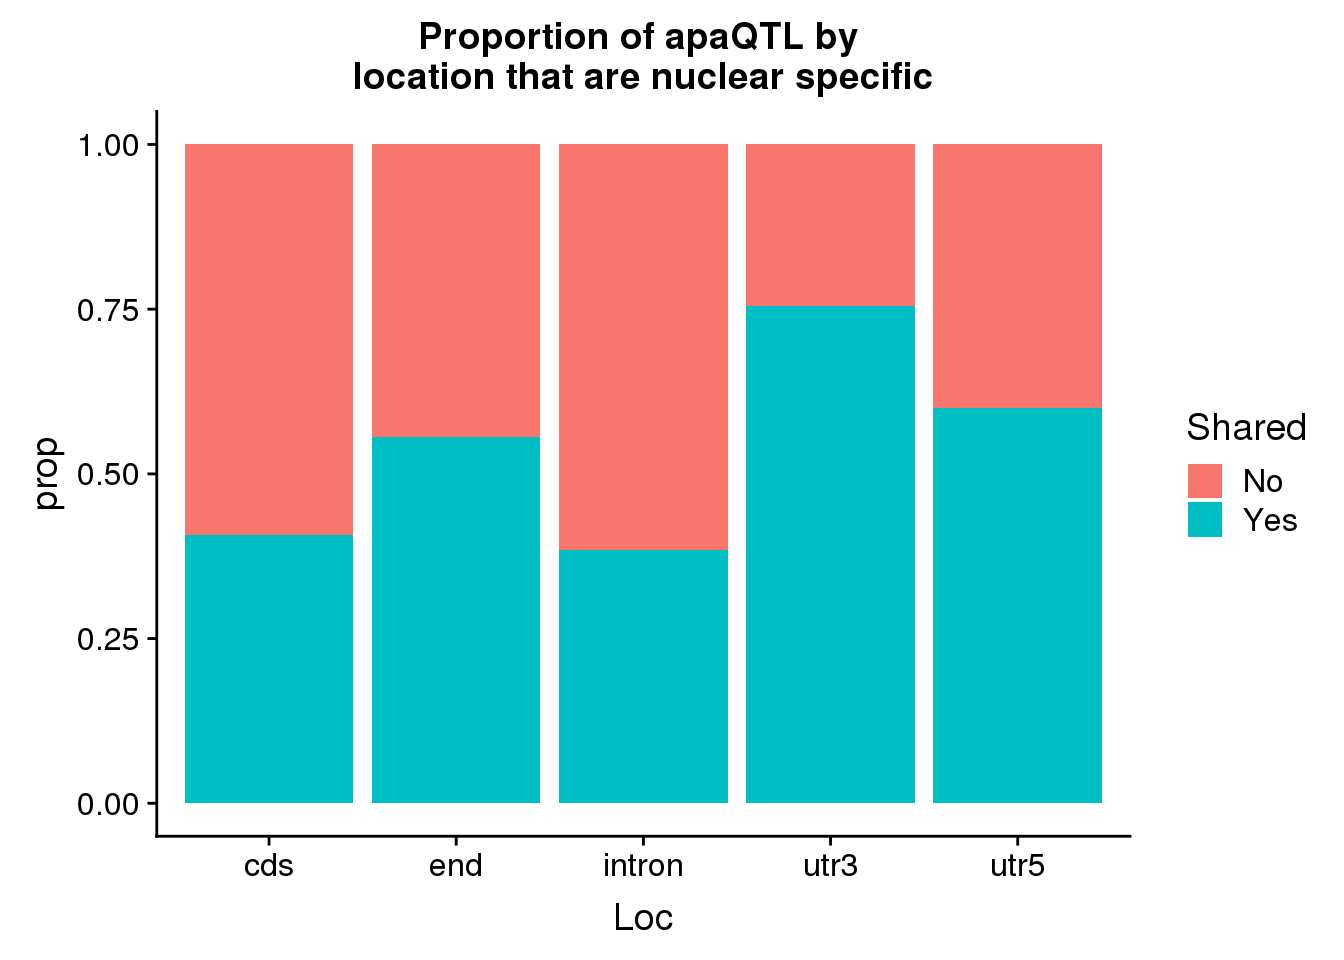 Proportion of apaQTL by
location that are nuclear specific
prop
1.00
0.75
0.50
0.25
0.00
cds
end
intron
utr3
utr5
Loc
Shared
No
Yes